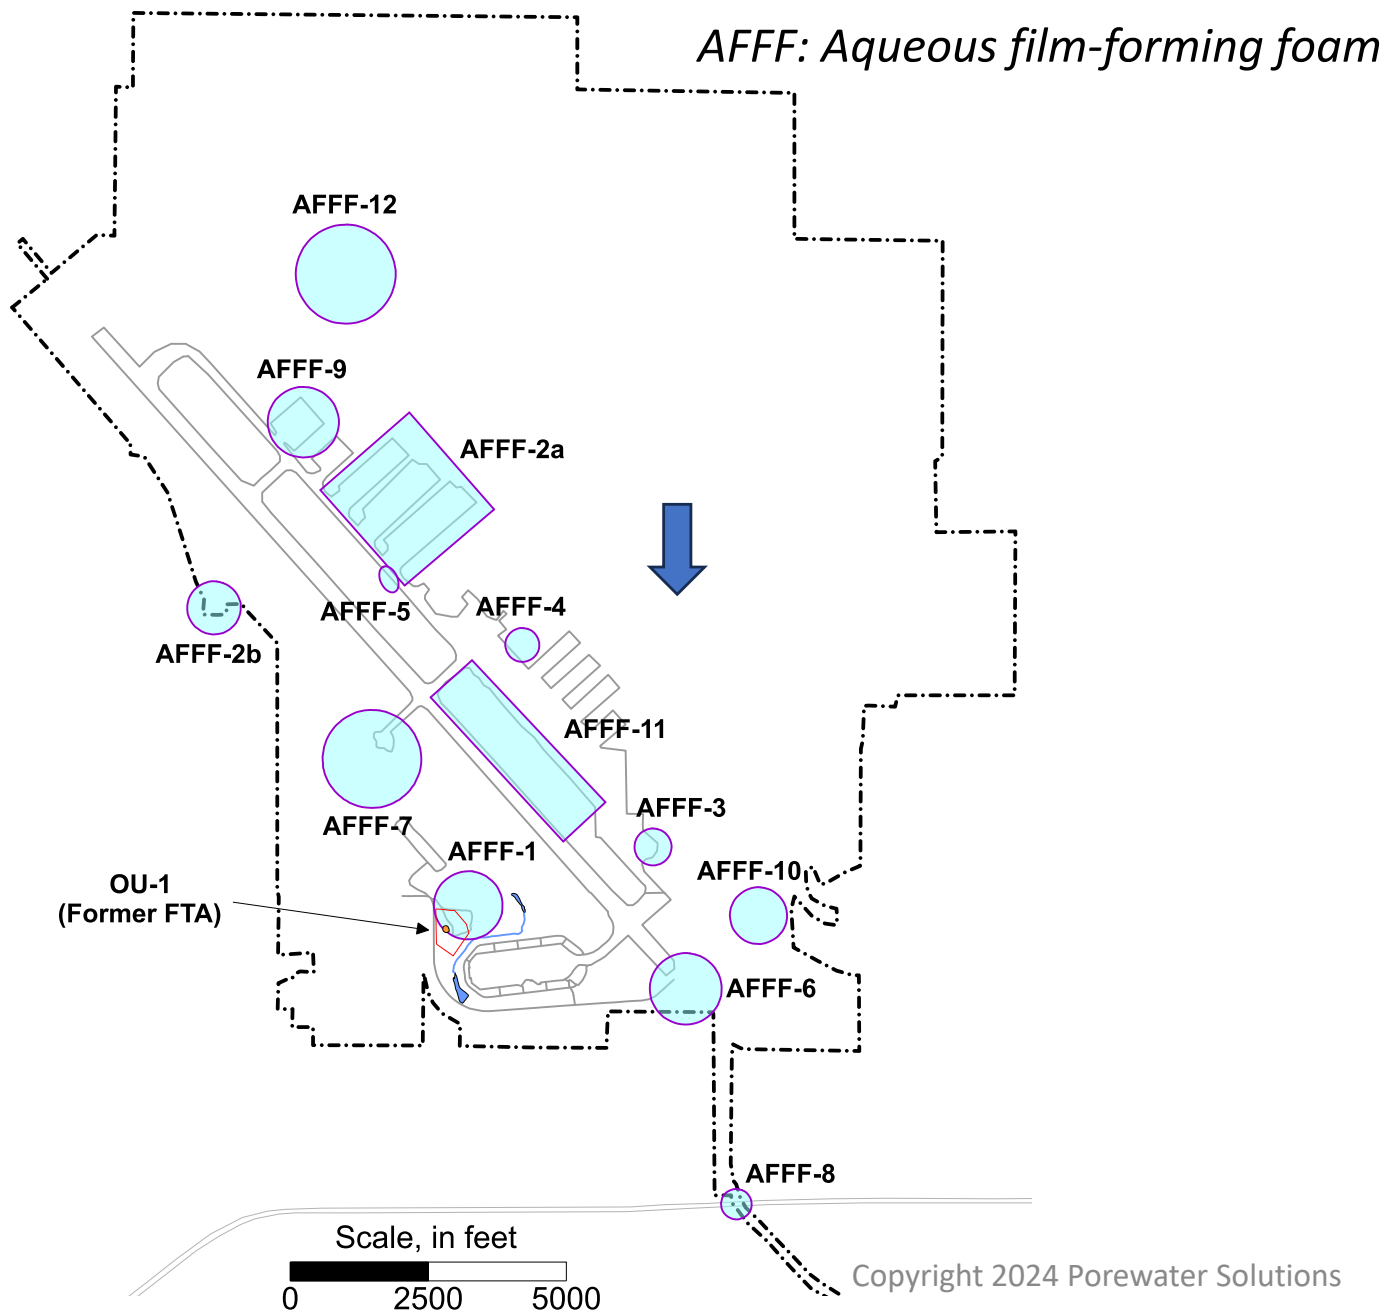 AFFF: Aqueous film-forming foam
AFFF-12
AFFF-9
AFFF-2a
AFFF-5
AFFF-4
AFFF-2b
AFFF-11
AFFF-3
AFFF-7
AFFF-1
AFFF-10
OU-1
(Former FTA)
AFFF-6
AFFF-8
Scale, in feet
0 2500 5000
Copyright 2024 Porewater Solutions